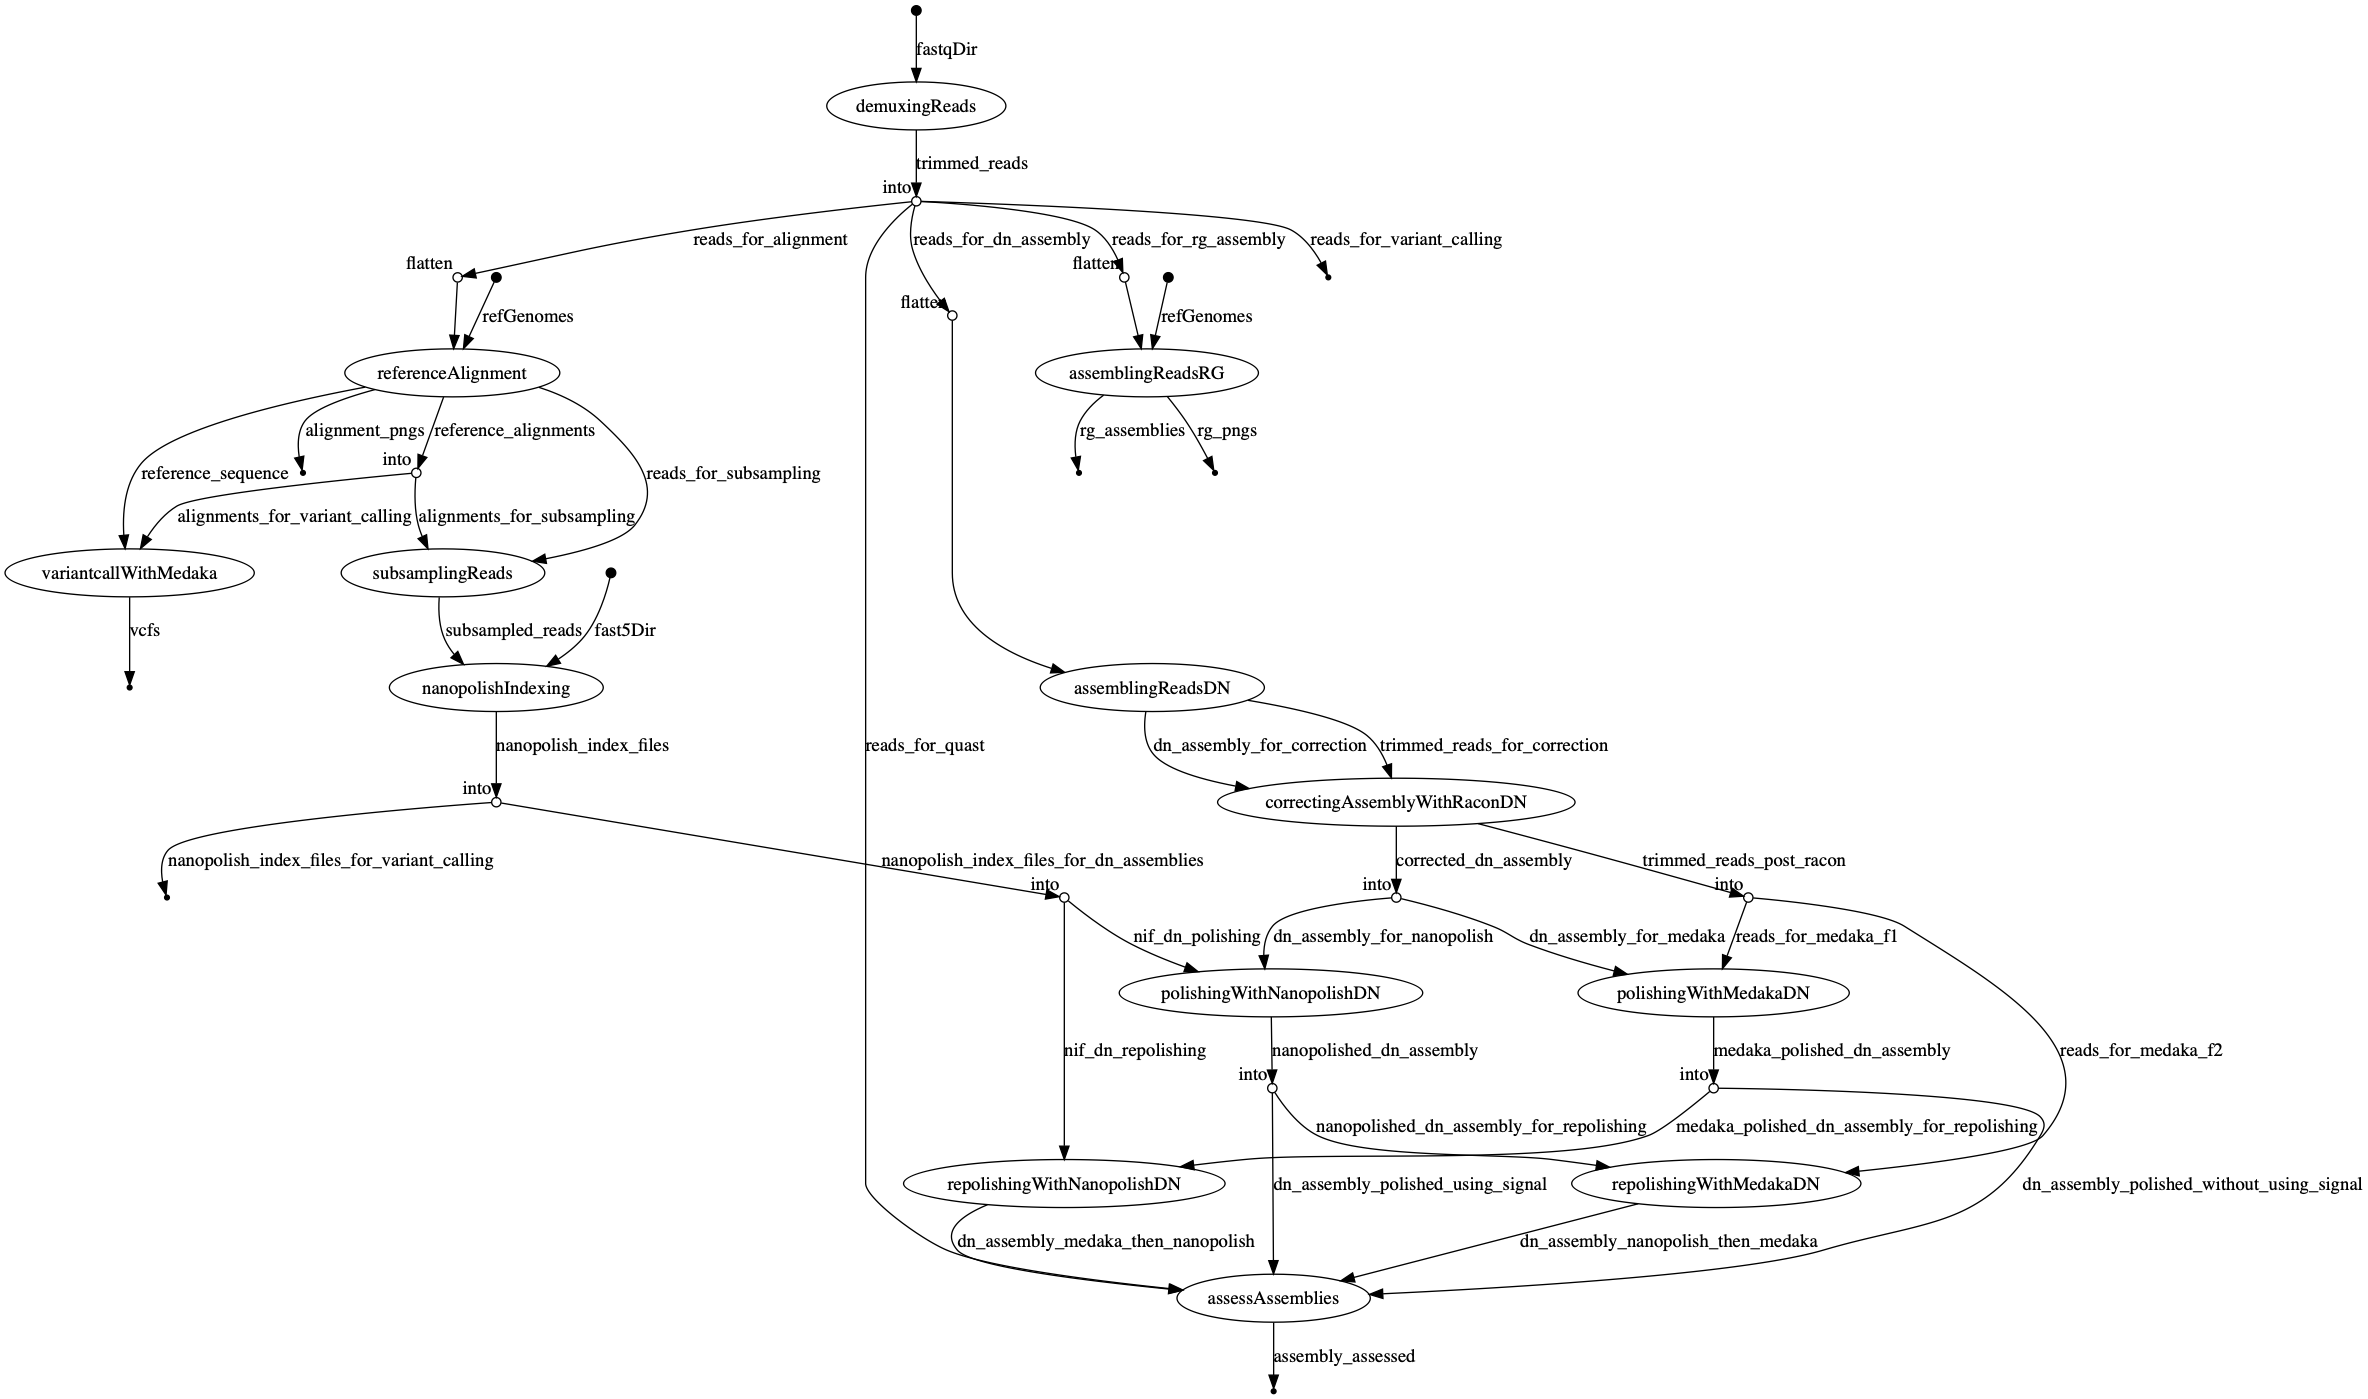 fastqDir
demuxingReads
trimmed_reads
into
reads_for_alignment
reads_for_dn_assembly
reads_for_rg_assembly
reads_for_variant_calling
flatten
flatten
flatten
refGenomes
refGenomes
referenceAlignment
assemblingReadsRG
alignment_pngs
reference_alignments
rg_assemblies
rg_pngs
into
reference_sequence
reads_for_subsampling
alignments_for_variant_calling
alignments_for_subsampling
variantcallWithMedaka
subsamplingReads
vcfs
subsampled_reads
fast5Dir
nanopolishIndexing
assemblingReadsDN
nanopolish_index_files
reads_for_quast
dn_assembly_for_correction
trimmed_reads_for_correction
into
correctingAssemblyWithRaconDN
nanopolish_index_files_for_variant_calling
nanopolish_index_files_for_dn_assemblies
corrected_dn_assembly
trimmed_reads_post_racon
into
into
into
nif_dn_polishing
dn_assembly_for_nanopolish
dn_assembly_for_medaka
reads_for_medaka_f1
polishingWithNanopolishDN
polishingWithMedakaDN
nif_dn_repolishing
nanopolished_dn_assembly
medaka_polished_dn_assembly
reads_for_medaka_f2
into
into
nanopolished_dn_assembly_for_repolishing
medaka_polished_dn_assembly_for_repolishing
repolishingWithNanopolishDN
dn_assembly_polished_using_signal
repolishingWithMedakaDN
dn_assembly_polished_without_using_signal
dn_assembly_medaka_then_nanopolish
dn_assembly_nanopolish_then_medaka
assessAssemblies
assembly_assessed